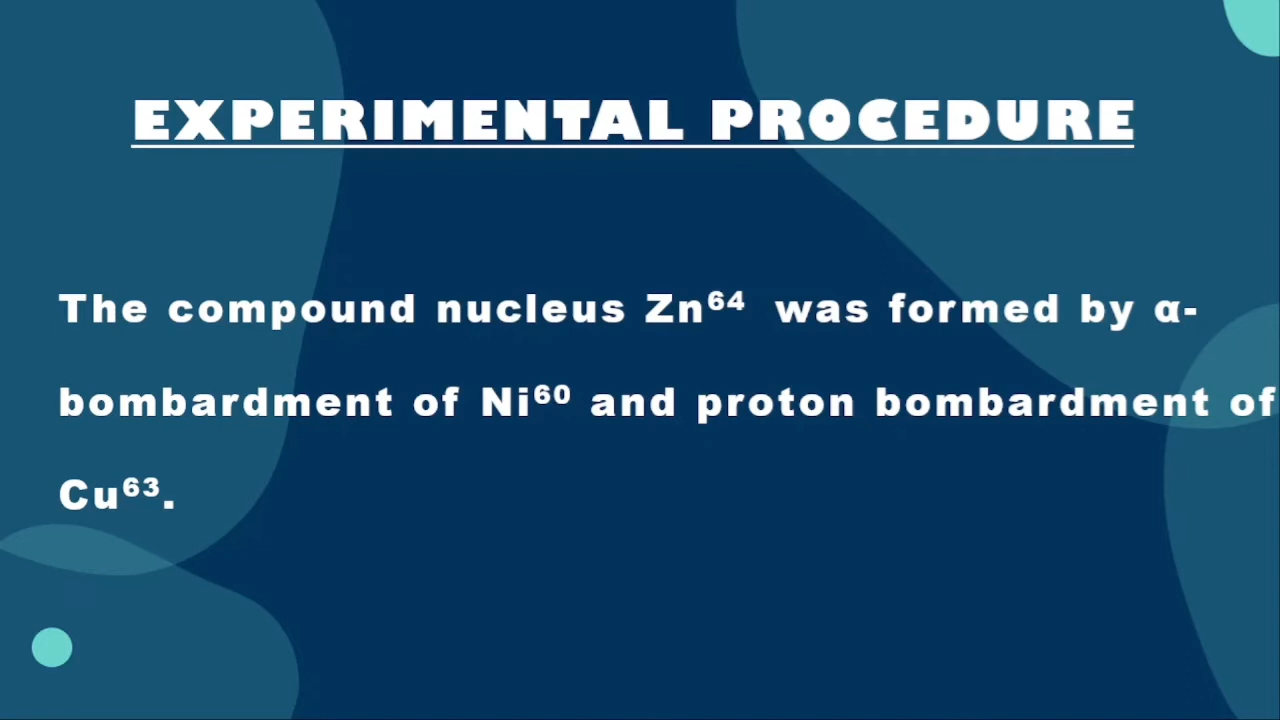 EXPERIMENTAL PROCEDURE
The compound nucleus Zn⁶⁴ was formed by α-
bombardment of Ni⁶⁰ and proton bombardment of
Cu⁶³.